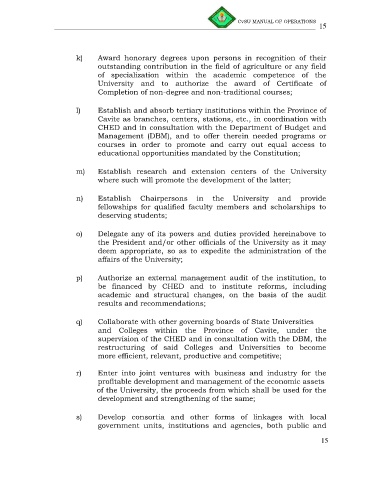 CvSU MANUAL OF OPERATIONS
15
k) Award honorary degrees upon persons in recognition of their
outstanding contribution in the field of agriculture or any field
of specialization within the academic competence of the
University and to authorize the award of Certificate of
Completion of non-degree and non-traditional courses;
l) Establish and absorb tertiary institutions within the Province of
Cavite as branches, centers, stations, etc., in coordination with
CHED and in consultation with the Department of Budget and
Management (DBM), and to offer therein needed programs or
courses in order to promote and carry out equal access to
educational opportunities mandated by the Constitution;
m) Establish research and extension centers of the University
where such will promote the development of the latter;
n) Establish Chairpersons in the University and provide
fellowships for qualified faculty members and scholarships to
deserving students;
o) Delegate any of its powers and duties provided hereinabove to
the President and/or other officials of the University as it may
deem appropriate, so as to expedite the administration of the
affairs of the University;
p) Authorize an external management audit of the institution, to
be financed by CHED and to institute reforms, including
academic and structural changes, on the basis of the audit
results and recommendations;
q) Collaborate with other governing boards of State Universities
and Colleges within the Province of Cavite, under the
supervision of the CHED and in consultation with the DBM, the
restructuring of said Colleges and Universities to become
more efficient, relevant, productive and competitive;
r) Enter into joint ventures with business and industry for the
profitable development and management of the economic assets
of the University, the proceeds from which shall be used for the
development and strengthening of the same;
s) Develop consortia and other forms of linkages with local
government units, institutions and agencies, both public and
15